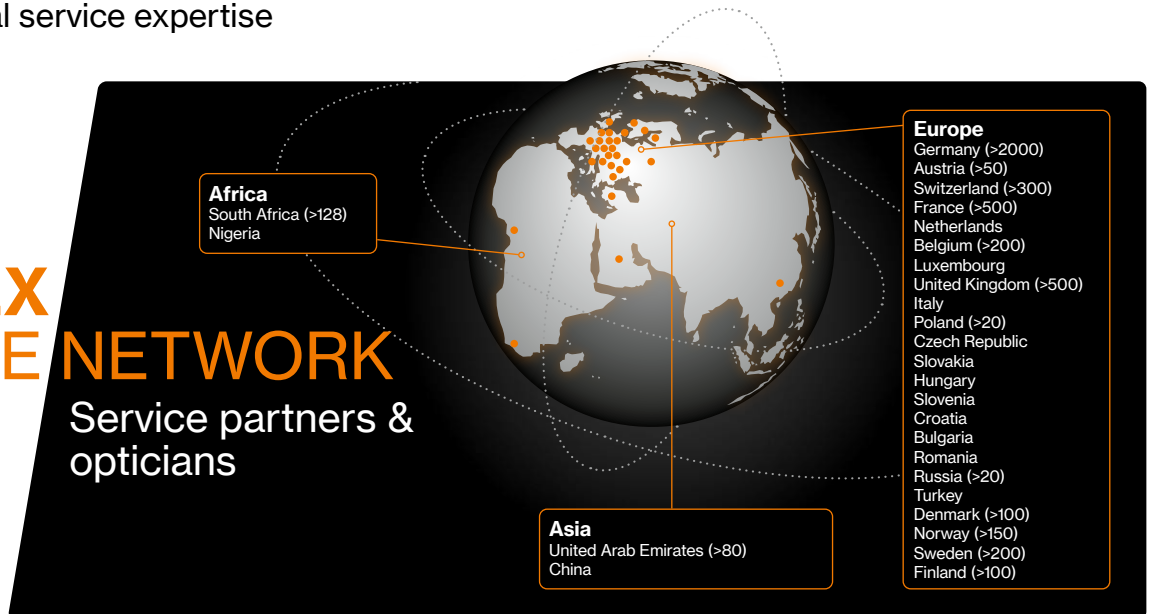 al service expertise
X
E NETWORK
Service partners &
opticians
Africa
South Africa (>128)
Nigeria
Asia
United Arab Emirates (>80)
China
Europe
Germany (>2000)
Austria (>50)
Switzerland (>300)
France (>500)
Netherlands
Belgium (>200)
Luxembourg
United Kingdom (>500)
Italy
Poland (>20)
Czech Republic
Slovakia
Hungary
Slovenia
Croatia
Bulgaria
Romania
Russia (>20)
Turkey
Denmark (>100)
Norway (>150)
Sweden (>200)
Finland (>100)